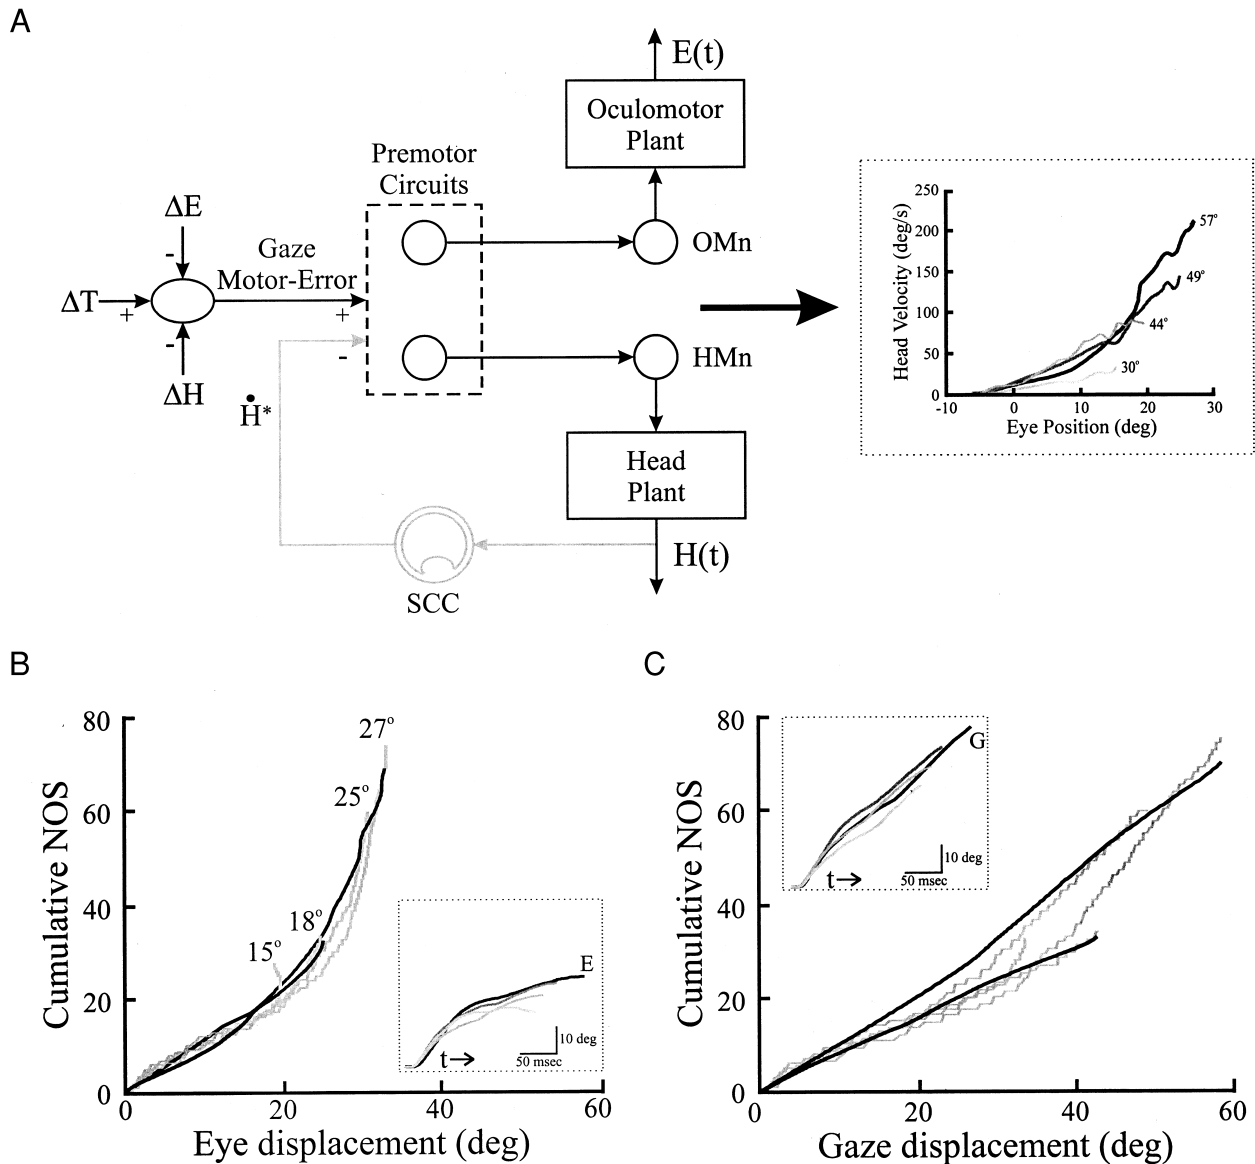 A
E(t)
Oculomotor
Plant
Premotor
Circuits
ΔE
-
Gaze
Motor-Error
OMn
ΔT
+
+
-
-
ΔH
Ḣ*
HMn
Head
Plant
H(t)
SCC
Head Velocity (deg/s)
250
200
150
100
50
0
57°
49°
44°
30°
-10
0
10
20
30
Eye Position (deg)
B
Cumulative NOS
80
60
40
20
0
27°
25°
18°
15°
E
t→
10 deg
50 msec
0
20
40
60
Eye displacement (deg)
C
Cumulative NOS
80
60
40
20
0
G
t→
10 deg
50 msec
0
20
40
60
Gaze displacement (deg)